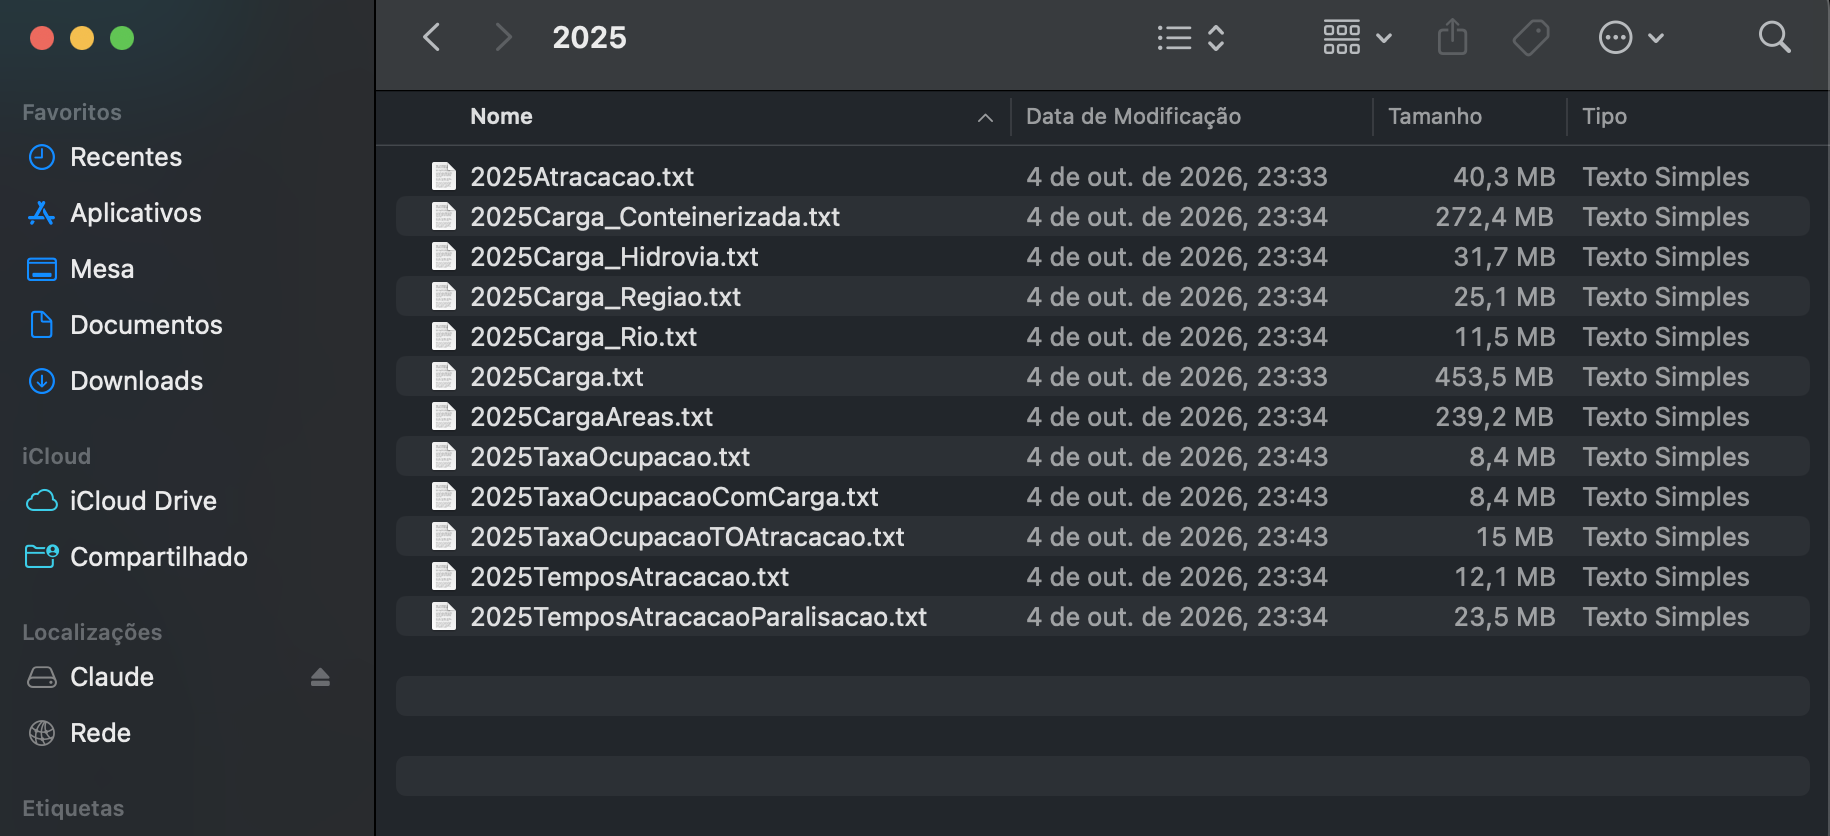 2025
Favoritos
Recentes
Aplicativos
Mesa
Documentos
Downloads
iCloud
iCloud Drive
Compartilhado
Localizações
Claude
Rede
Etiquetas
Nome Data de Modificação Tamanho Tipo
2025Atracacao.txt 4 de out. de 2026, 23:33 40,3 MB Texto Simples
2025Carga_Conteinerizada.txt 4 de out. de 2026, 23:34 272,4 MB Texto Simples
2025Carga_Hidrovia.txt 4 de out. de 2026, 23:34 31,7 MB Texto Simples
2025Carga_Regiao.txt 4 de out. de 2026, 23:34 25,1 MB Texto Simples
2025Carga_Rio.txt 4 de out. de 2026, 23:34 11,5 MB Texto Simples
2025Carga.txt 4 de out. de 2026, 23:33 453,5 MB Texto Simples
2025CargaAreas.txt 4 de out. de 2026, 23:34 239,2 MB Texto Simples
2025TaxaOcupacao.txt 4 de out. de 2026, 23:43 8,4 MB Texto Simples
2025TaxaOcupacaoComCarga.txt 4 de out. de 2026, 23:43 8,4 MB Texto Simples
2025TaxaOcupacaoTOAtracacao.txt 4 de out. de 2026, 23:43 15 MB Texto Simples
2025TemposAtracacao.txt 4 de out. de 2026, 23:34 12,1 MB Texto Simples
2025TemposAtracacaoParalisacao.txt 4 de out. de 2026, 23:34 23,5 MB Texto Simples